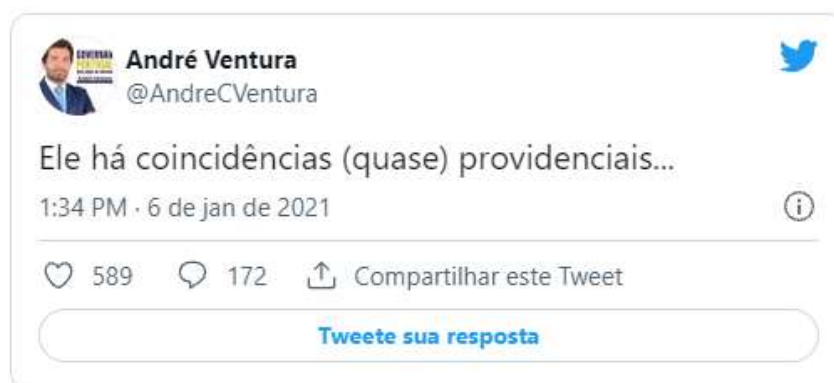 André Ventura
@AndreCVentura
Ele há coincidências (quase) providenciais...
1:34 PM · 6 de jan de 2021
589 172 Compartilhar este Tweet
Tweete sua resposta